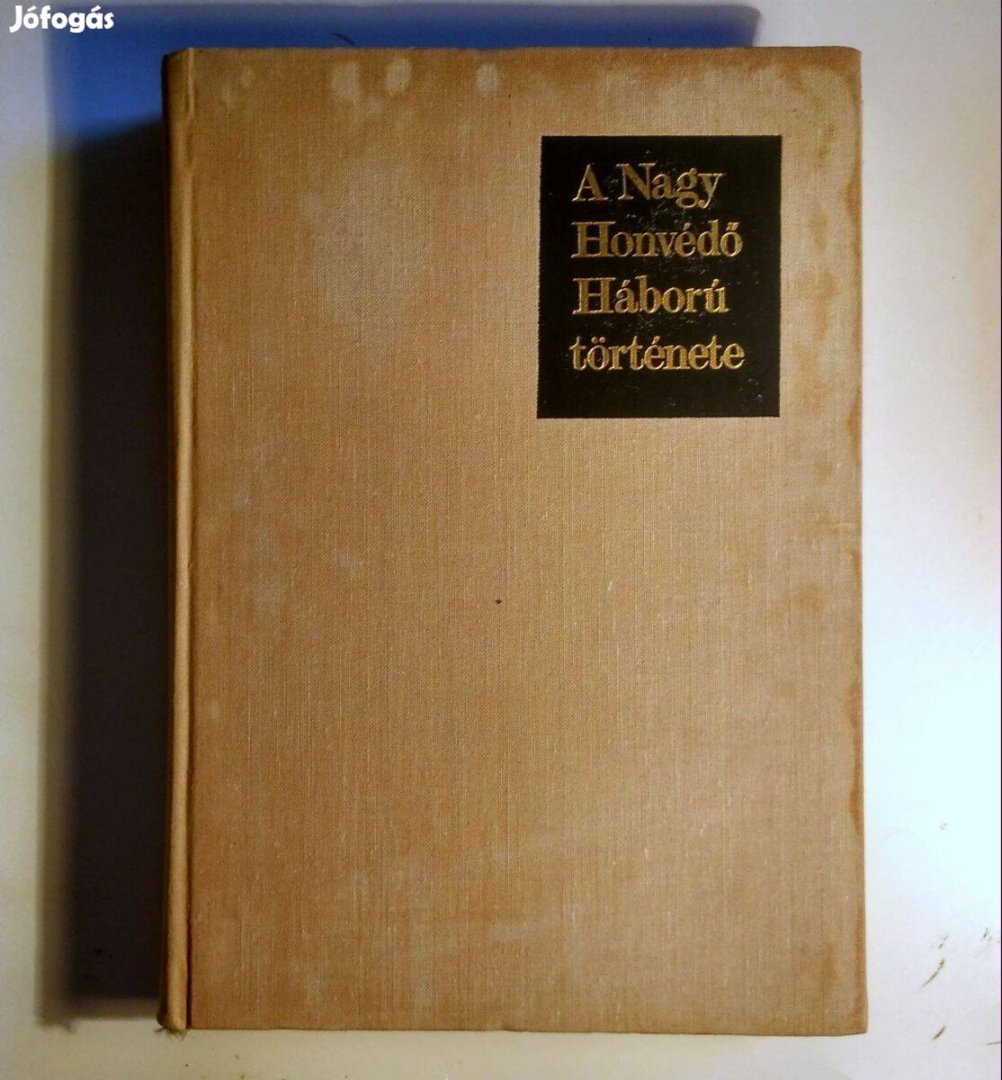 Jófogás
A Nagy
Honvédő
Háború
története